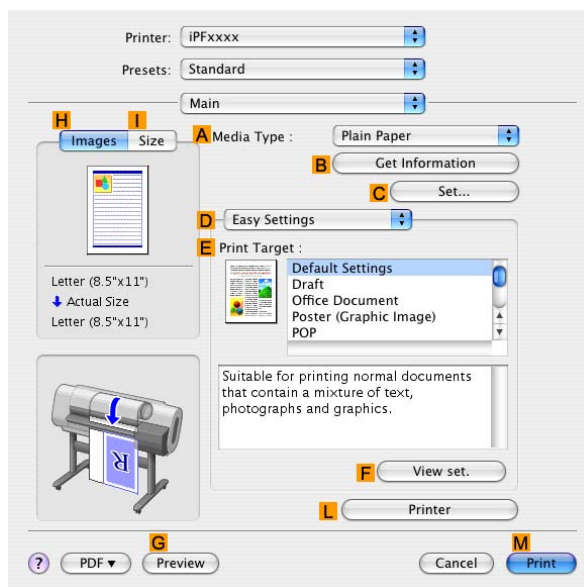 Printer: iPFxxxx
Presets: Standard
Main
H I
Images Size
A Media Type : Plain Paper
B Get Information
C Set...
D Easy Settings
E Print Target :
Default Settings
Draft
Office Document
Poster (Graphic Image)
POP
Letter (8.5"x11")
Actual Size
Letter (8.5"x11")
Suitable for printing normal documents
that contain a mixture of text,
photographs and graphics.
R
F View set.
L Printer
G M
? PDF Preview Cancel Print